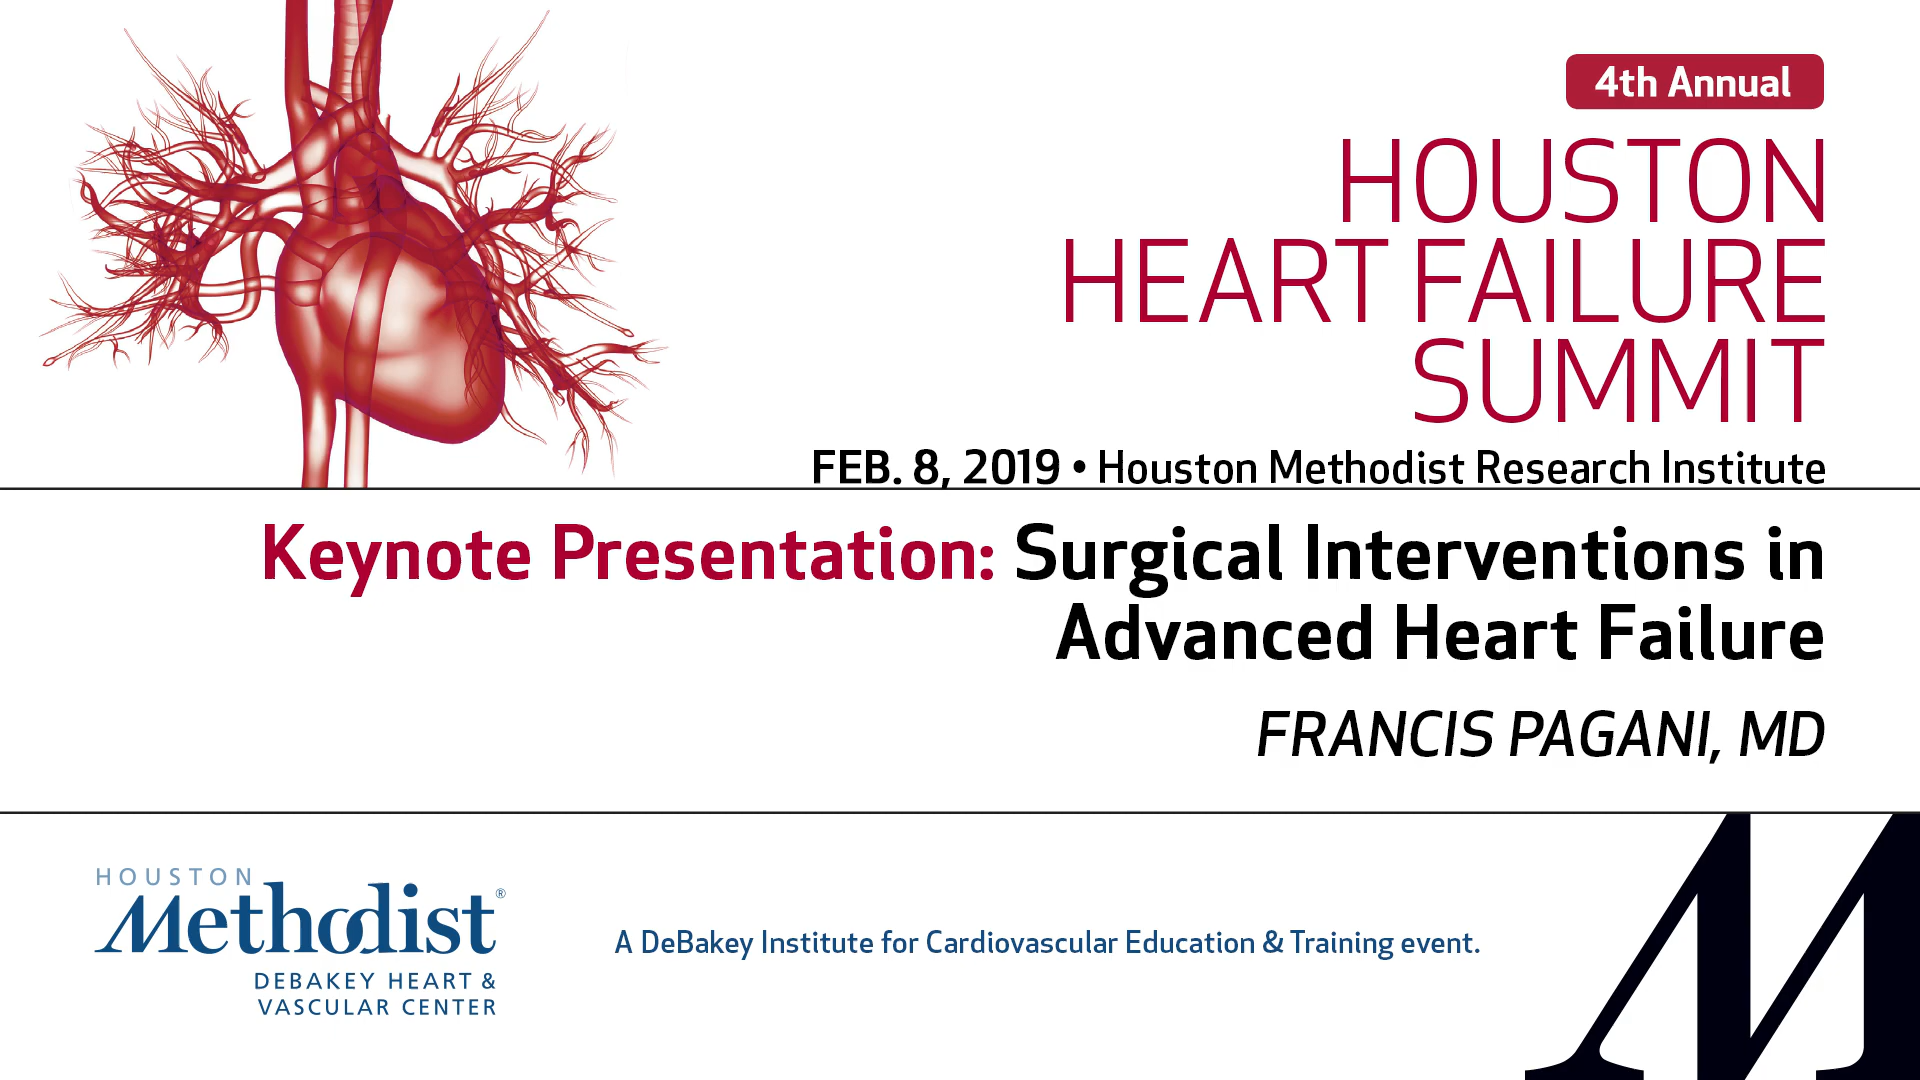 4th Annual
HOUSTON
HEART FAILURE
SUMMIT
FEB. 8, 2019 • Houston Methodist Research Institute
Keynote Presentation: Surgical Interventions in
Advanced Heart Failure
FRANCIS PAGANI, MD
HOUSTON
Methodist®
DEBAKEY HEART &
VASCULAR CENTER
A DeBakey Institute for Cardiovascular Education & Training event.
M